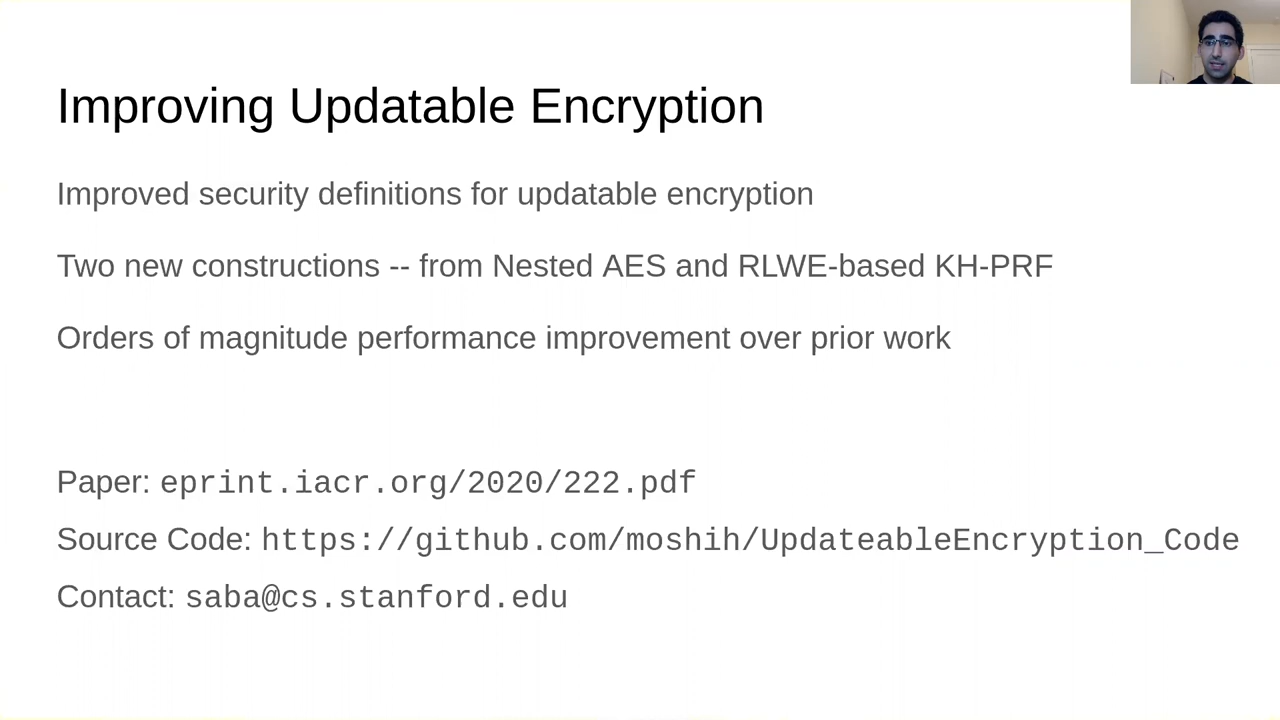 Improving Updatable Encryption
Improved security definitions for updatable encryption
Two new constructions -- from Nested AES and RLWE-based KH-PRF
Orders of magnitude performance improvement over prior work
Paper: eprint.iacr.org/2020/222.pdf
Source Code: https://github.com/moshih/UpdateableEncryption_Code
Contact: saba@cs.stanford.edu